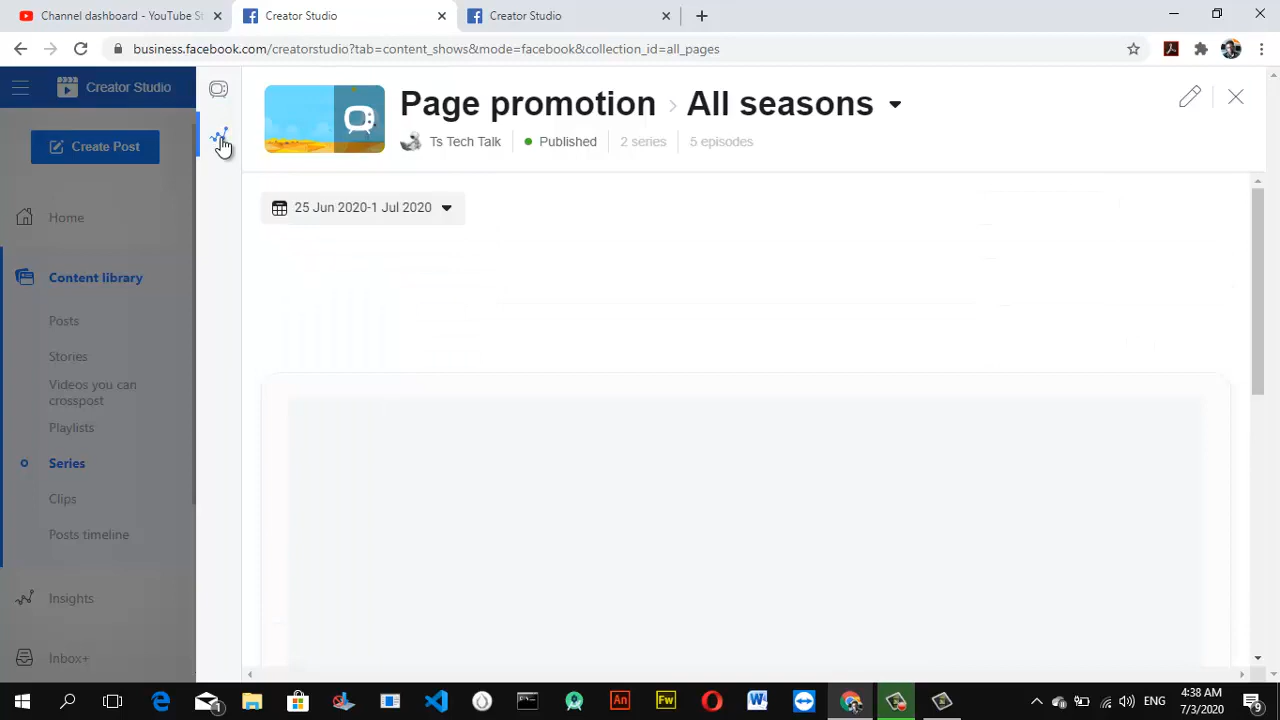 Channel dashboard - YouTube St
Creator Studio
Creator Studio
business.facebook.com/creatorstudio?tab=content_shows&mode=facebook&collection_id=all_pages
Creator Studio
Create Post
Home
Content library
Posts
Stories
Videos you can
crosspost
Playlists
Series
Clips
Posts timeline
Insights
Inbox+
Page promotion > All seasons
Ts Tech Talk
Published
2 series
5 episodes
25 Jun 2020-1 Jul 2020
An
Fw
ENG
4:38 AM
7/3/2020